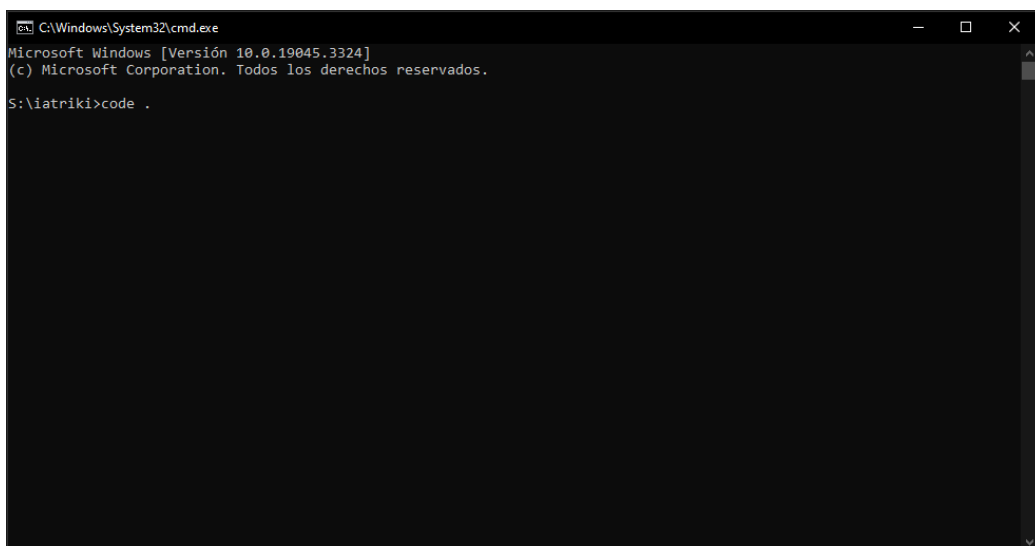 C:\Windows\System32\cmd.exe
Microsoft Windows [Versión 10.0.19045.3324]
(c) Microsoft Corporation. Todos los derechos reservados.
S:\iatriki>code .